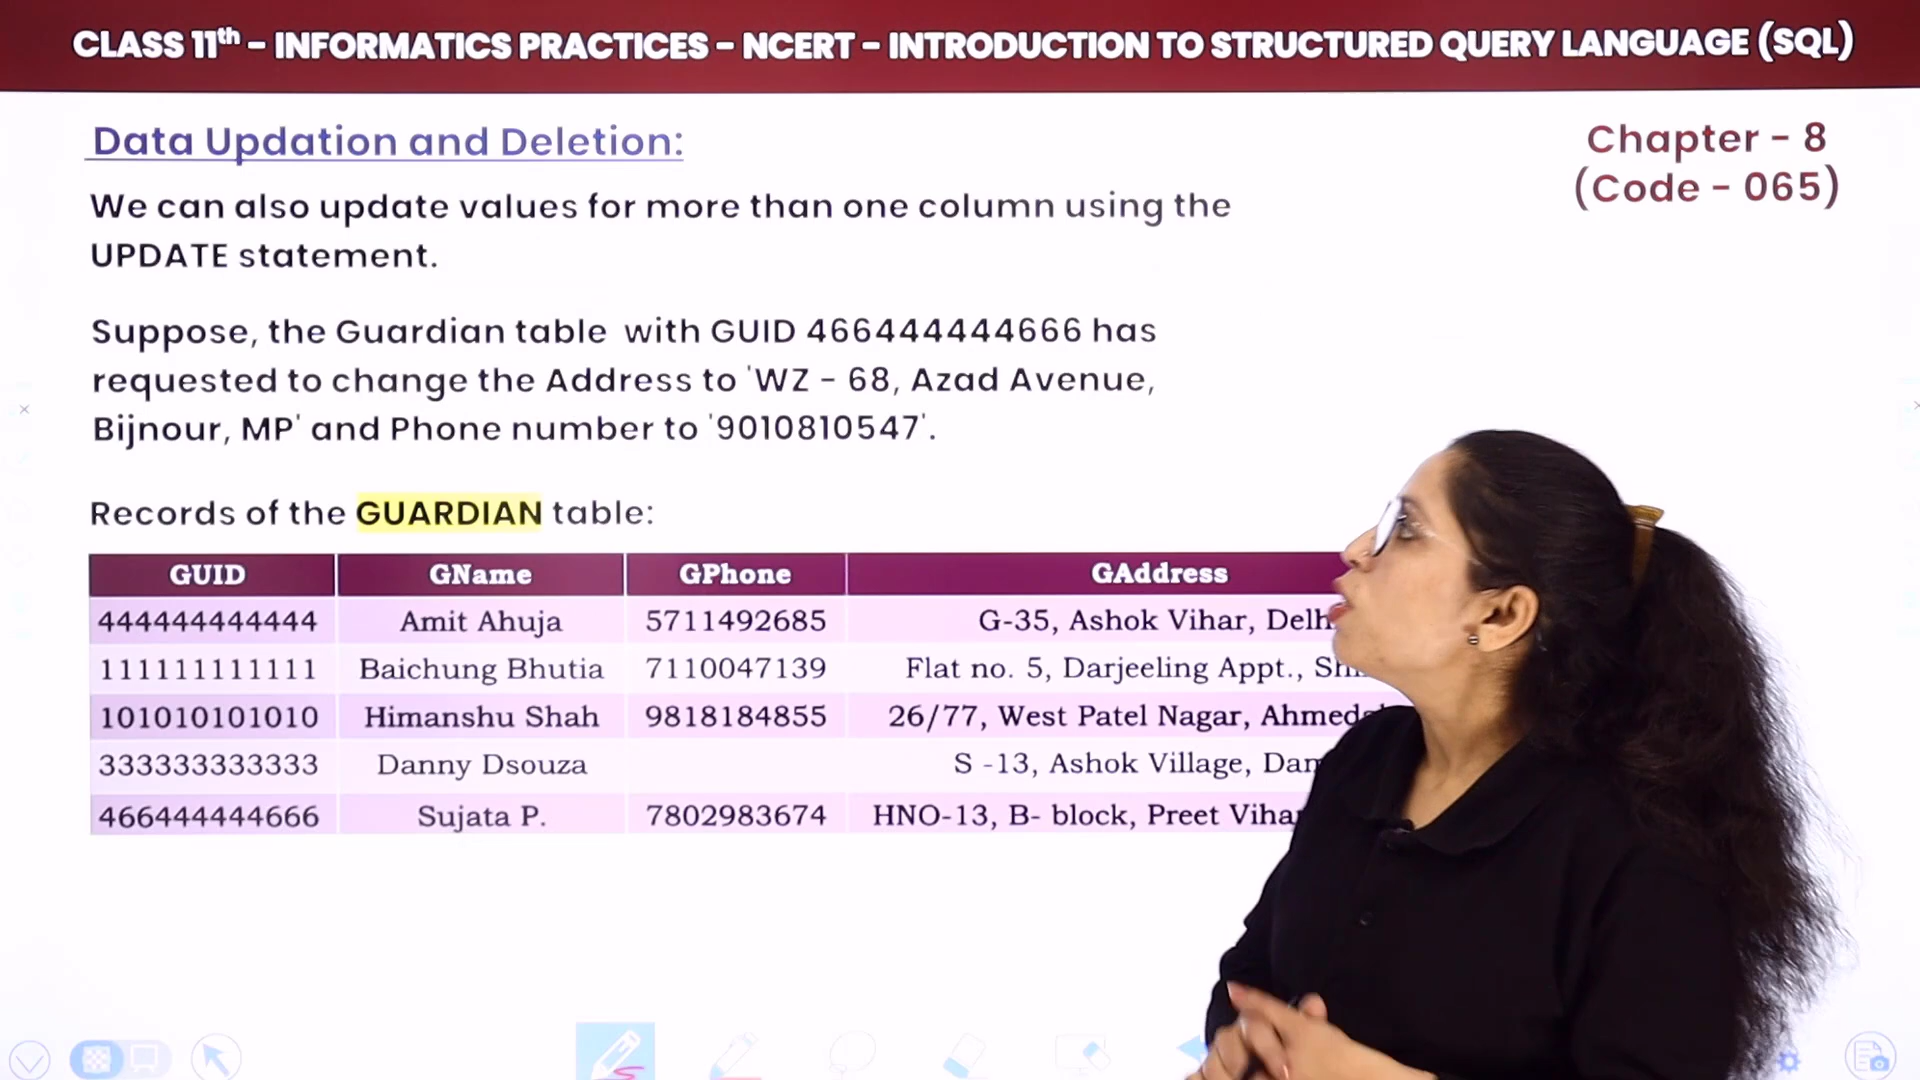 CLASS 11th - INFORMATICS PRACTICES - NCERT - INTRODUCTION TO STRUCTURED QUERY LANGUAGE (SQL)
Data Updation and Deletion:
Chapter - 8
(Code - 065)
We can also update values for more than one column using the
UPDATE statement.
Suppose, the Guardian table with GUID 466444444666 has
requested to change the Address to 'WZ - 68, Azad Avenue,
Bijnour, MP' and Phone number to '9010810547'.
Records of the GUARDIAN table:
GUID GName GPhone GAddress
444444444444 Amit Ahuja 5711492685 G-35, Ashok Vihar,
111111111111 Baichung Bhutia 7110047139 Flat no. 5, Darjeeling Appt.,
101010101010 Himanshu Shah 9818184855 26/77, West Patel Nagar,
333333333333 Danny Dsouza S -13, Ashok Village,
466444444666 Sujata P. 7802983674 HNO-13, B- block, Preet